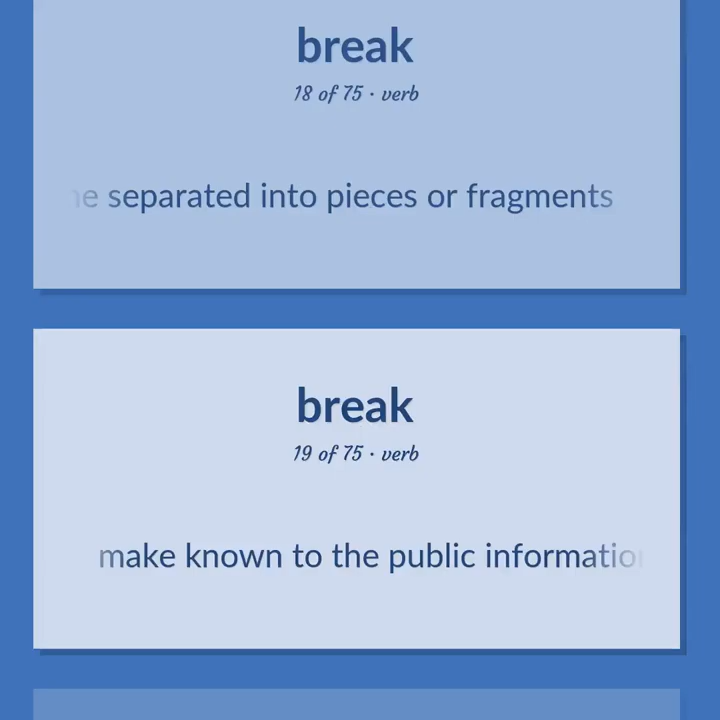 break
18 of 75 · verb
separated into pieces or fragments
break
19 of 75 · verb
make known to the public information